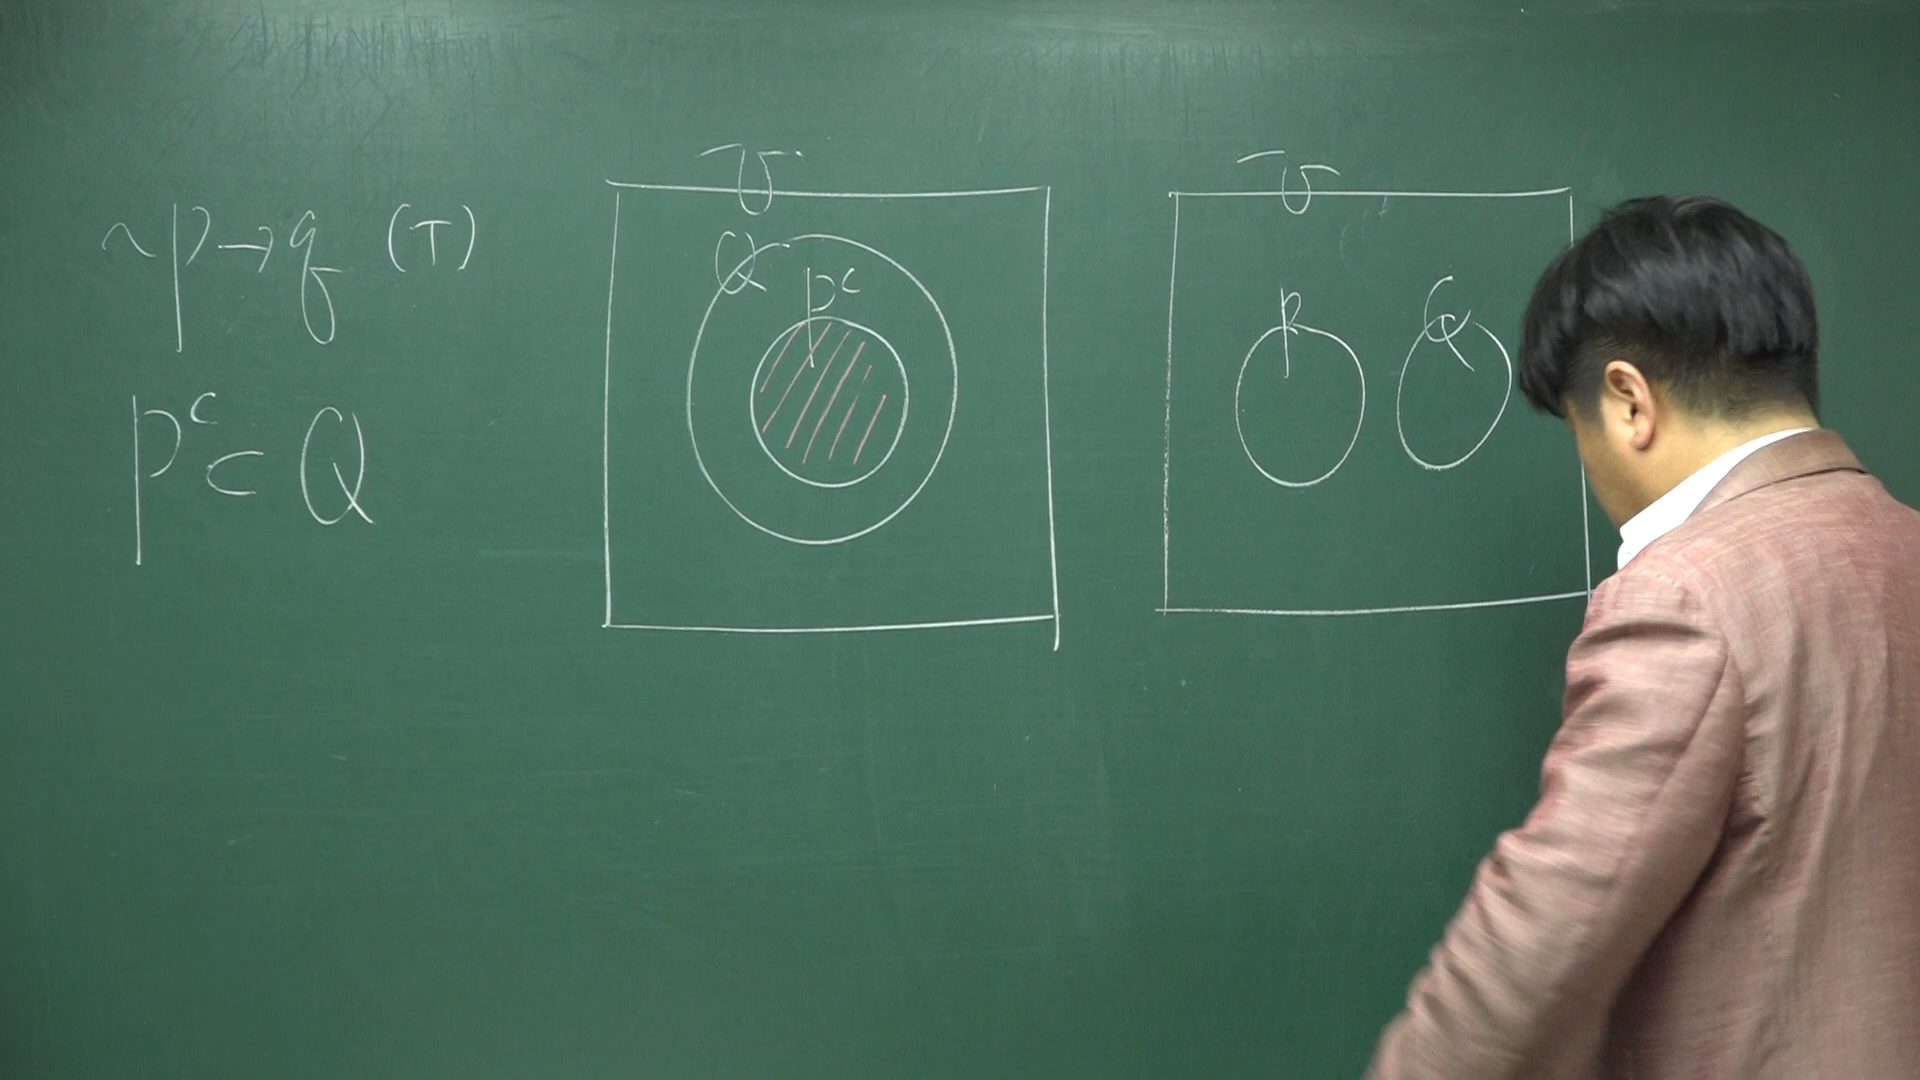 ~p→q (T)
P^c ⊂ Q
U
Q
P^c
U
P
Q